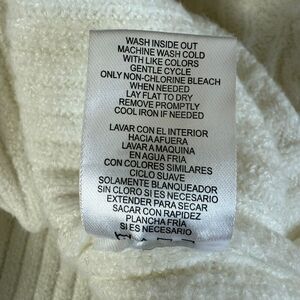 WASH INSIDE OUT
MACHINE WASH COLD
WITH LIKE COLORS
GENTLE CYCLE
ONLY NON-CHLORINE BLEACH
WHEN NEEDED
LAY FLAT TO DRY
REMOVE PROMPTLY
COOL IRON IF NEEDED
LAVAR CON EL INTERIOR
HACIA AFUERA
LAVAR A MAQUINA
EN AGUA FRIA
CON COLORES SIMILARES
CICLO SUAVE
SOLAMENTE BLANQUEADOR
SIN CLORO SI ES NECESARIO
EXTENDER PARA SECAR
SACAR CON RAPIDEZ
PLANCHA FRÍA
SI ES NECESARIO